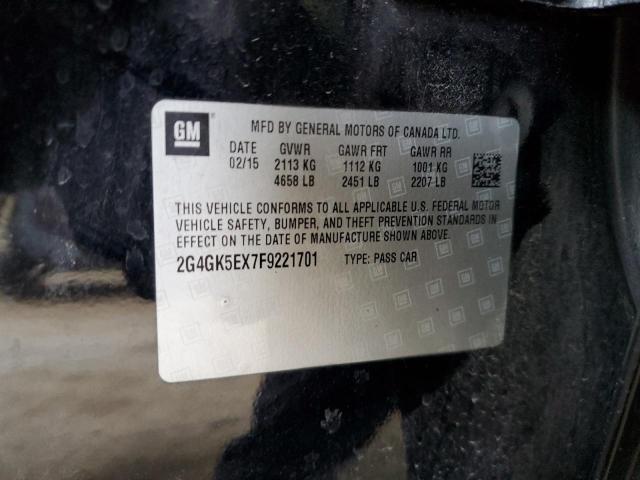 GM
MFD BY GENERAL MOTORS OF CANADA LTD.
DATE GVWR GAWR FRT GAWR RR
02/15 2113 KG 1112 KG 1001 KG
4658 LB 2451 LB 2207 LB
THIS VEHICLE CONFORMS TO ALL APPLICABLE U.S. FEDERAL MOTOR
VEHICLE SAFETY, BUMPER, AND THEFT PREVENTION STANDARDS IN
EFFECT ON THE DATE OF MANUFACTURE SHOWN ABOVE.
2G4GK5EX7F9221701 TYPE: PASS CAR